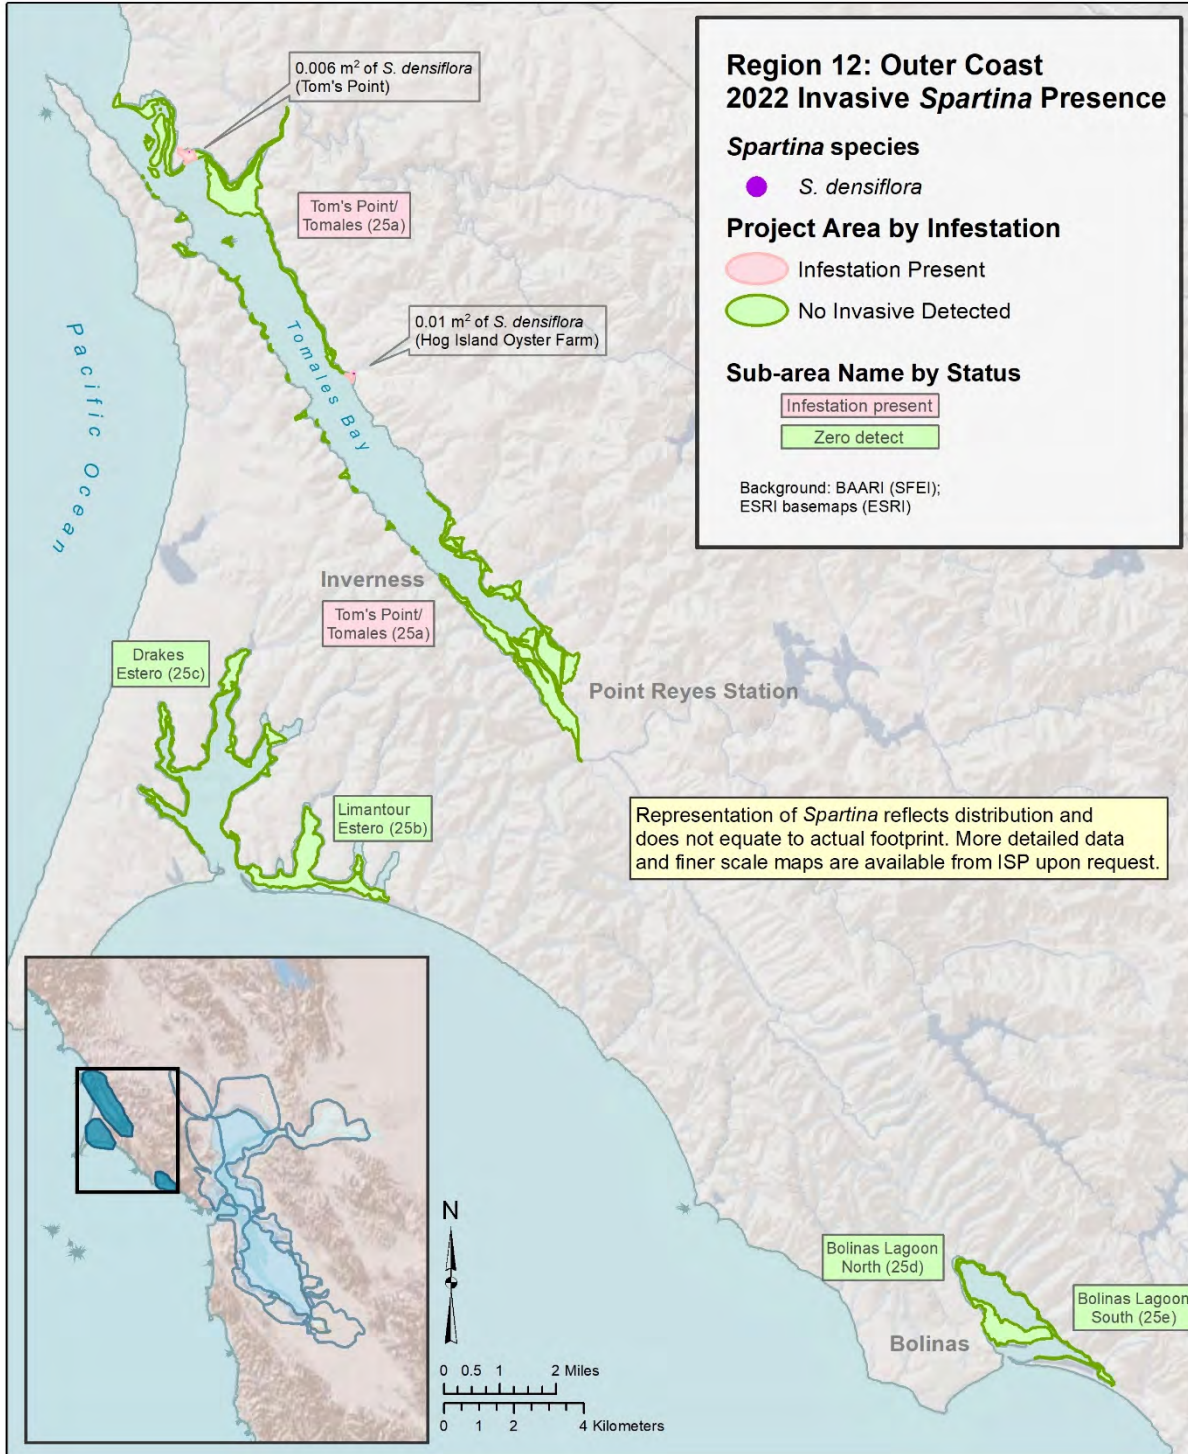 Region 12: Outer Coast
2022 Invasive Spartina Presence
Spartina species
S. densiflora
Project Area by Infestation
Infestation Present
No Invasive Detected
Sub-area Name by Status
Infestation present
Zero detect
Background: BAARI (SFEI);
ESRI basemaps (ESRI)
0.006 m² of S. densiflora
(Tom's Point)
Tom's Point/
Tomales (25a)
0.01 m² of S. densiflora
(Hog Island Oyster Farm)
Pacific Ocean
Tomales Bay
Inverness
Tom's Point/
Tomales (25a)
Drakes
Estero (25c)
Point Reyes Station
Limantour
Estero (25b)
Representation of Spartina reflects distribution and
does not equate to actual footprint. More detailed data
and finer scale maps are available from ISP upon request.
N
Bolinas Lagoon
North (25d)
Bolinas Lagoon
South (25e)
Bolinas
0 0.5 1 2 Miles
0 1 2 4 Kilometers